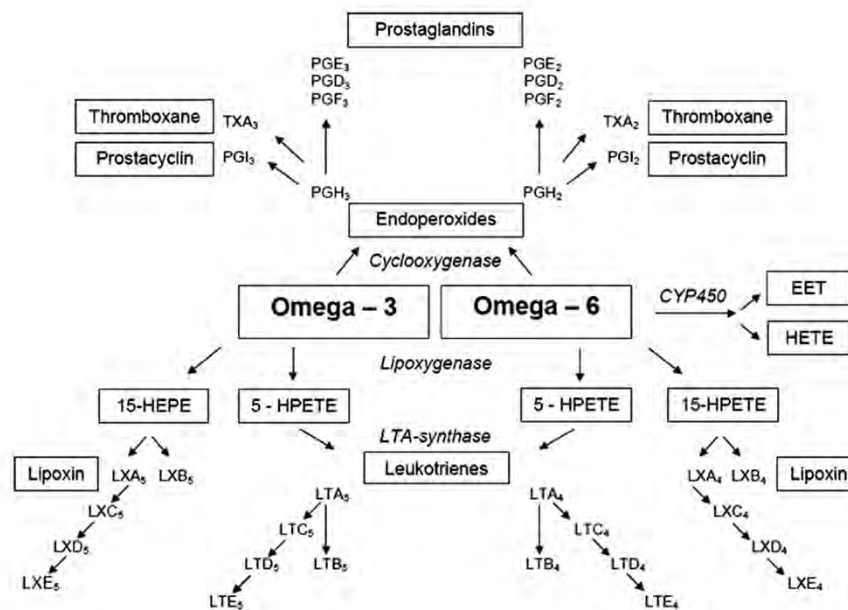 Prostaglandins
PGE₃ PGE₂
PGD₃ PGD₂
PGF₃ PGF₂
Thromboxane TXA₃ TXA₂ Thromboxane
Prostacyclin PGI₃ PGI₂ Prostacyclin
PGH₃ PGH₂
Endoperoxides
Cyclooxygenase
Omega – 3 Omega – 6 CYP450 EET
HETE
Lipoxygenase
15-HEPE 5 - HPETE 5 - HPETE 15-HPETE
LTA-synthase
Leukotrienes
Lipoxin LXA₅ LXB₅ LXA₄ LXB₄ Lipoxin
LTA₅ LTA₄
LXC₅ LXC₄
LTC₅ LTC₄
LXD₅ LXD₄
LTD₅ LTB₅ LTB₄ LTD₄
LXE₅ LXE₄
LTE₅ LTE₄